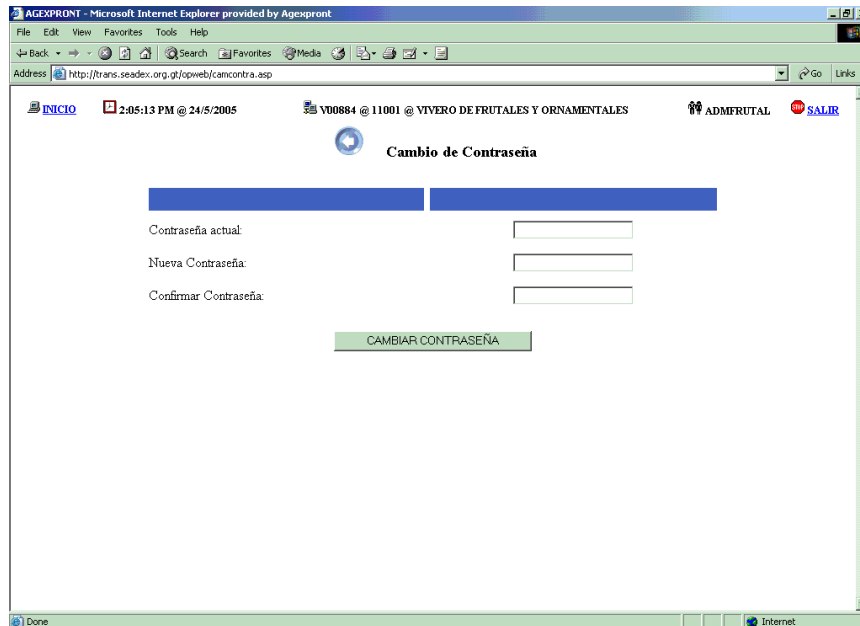 AGEXPRONT - Microsoft Internet Explorer provided by Agexpront
File Edit View Favorites Tools Help
Back Search Favorites Media
Address http://trans.seadex.org.gt/opweb/camcontra.asp Go Links
INICIO 2:05:13 PM @ 24/5/2005 V00884 @ 11001 @ VIVERO DE FRUTALES Y ORNAMENTALES ADMFRUTAL STOP SALIR
Cambio de Contraseña
Contraseña actual:
Nueva Contraseña:
Confirmar Contraseña:
CAMBIAR CONTRASEÑA
Done Internet